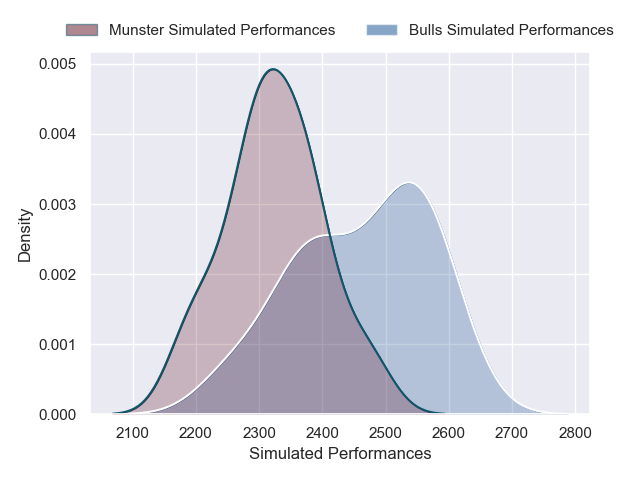 Munster Simulated Performances Bulls Simulated Performances
0.005
0.004
0.003
0.002
0.001
0.000
Density
2100 2200 2300 2400 2500 2600 2700 2800
Simulated Performances